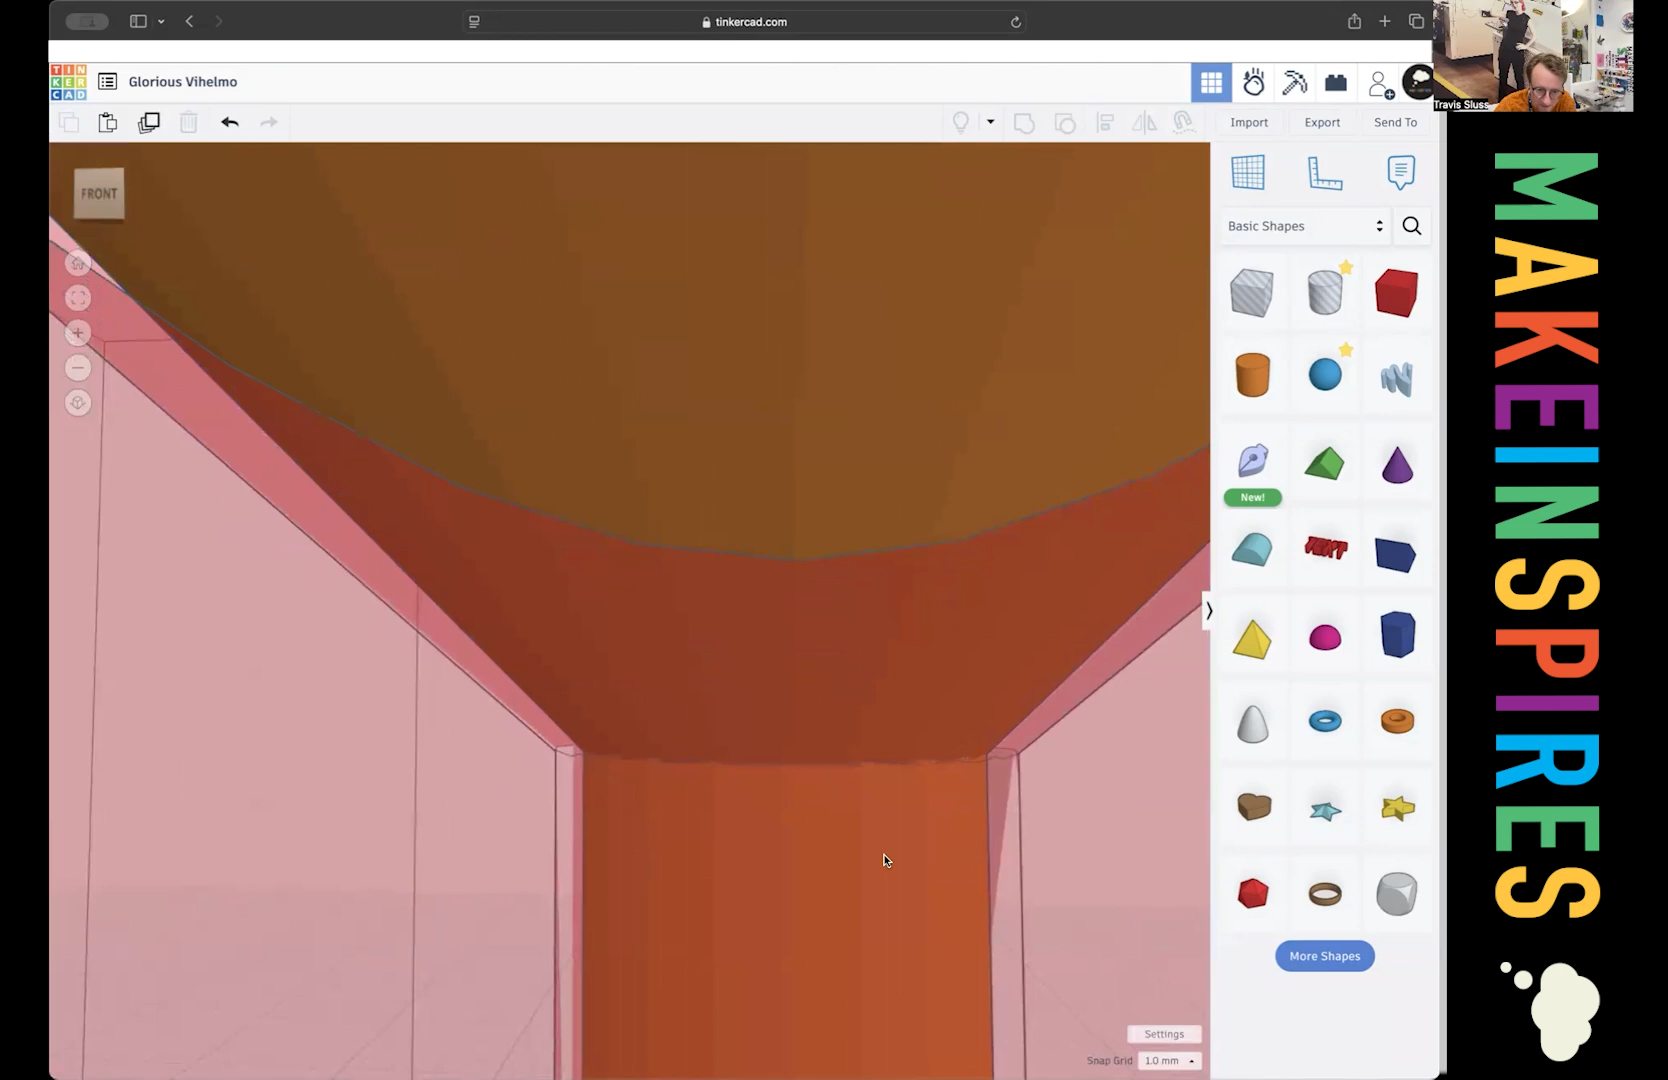 tinkercad.com
TIN
KER
CAD
Glorious Vihelmo
Import
Export
Send To
Travis Sluss
FRONT
Basic Shapes
New!
TEXT
More Shapes
Settings
Snap Grid
1.0 mm
MAKEINSPIRES